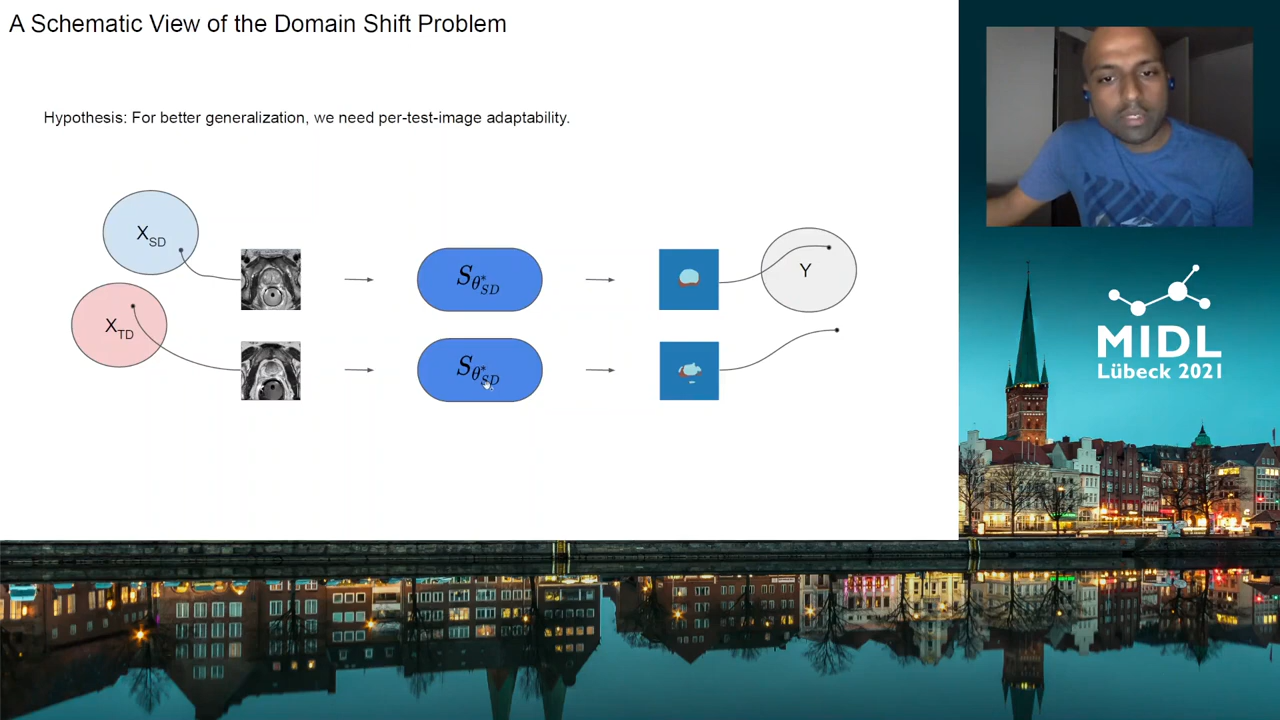 A Schematic View of the Domain Shift Problem
Hypothesis: For better generalization, we need per-test-image adaptability.
X_SD
S_θ*_SD
Y
X_TD
S_θ*_SD
MIDL
Lübeck 2021